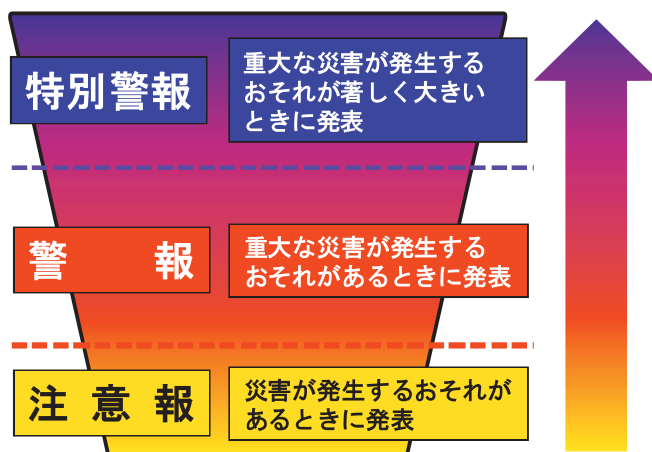 特別警報
重大な災害が発生する
おそれが著しく大きい
ときに発表
警報
重大な災害が発生する
おそれがあるときに発表
注意報
災害が発生するおそれが
あるときに発表